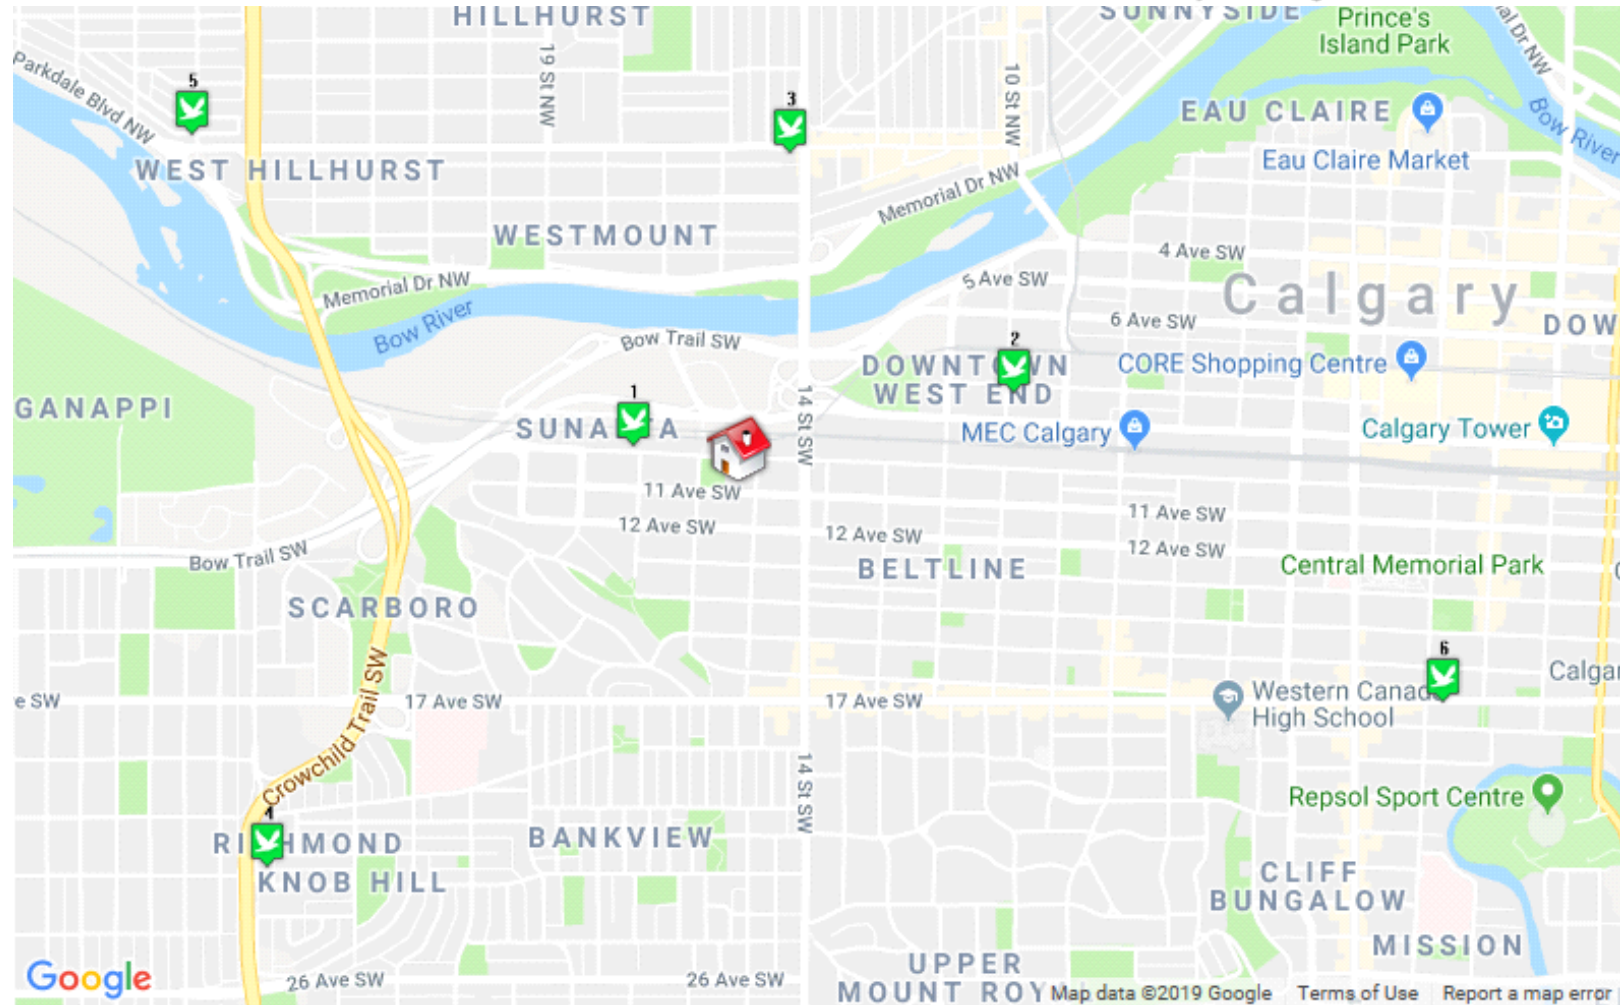 HILLHURST
SUNNYSIDE
Prince's
Island Park
Parkdale Blvd NW
5
19 St NW
3
10 St NW
EAU CLAIRE
Bow River
Eau Claire Market
WEST HILLHURST
Memorial Dr NW
WESTMOUNT
4 Ave SW
Memorial Dr NW
5 Ave SW
Calgary
Bow River
6 Ave SW
DOW
Bow Trail SW
2
DOWNTOWN
WEST END
CORE Shopping Centre
1
14 St SW
GANAPPI
SUNA A
MEC Calgary
Calgary Tower
11 Ave SW
12 Ave SW
12 Ave SW
11 Ave SW
12 Ave SW
Bow Trail SW
BELTLINE
Central Memorial Park
SCARBORO
6
Calgar
Crowchild Trail SW
e SW
17 Ave SW
17 Ave SW
Western Canad
High School
14 St SW
Repsol Sport Centre
4
RI HMOND
KNOB HILL
BANKVIEW
CLIFF
BUNGALOW
MISSION
UPPER
MOUNT ROY
Google
26 Ave SW
26 Ave SW
Map data ©2019 Google
Terms of Use
Report a map error